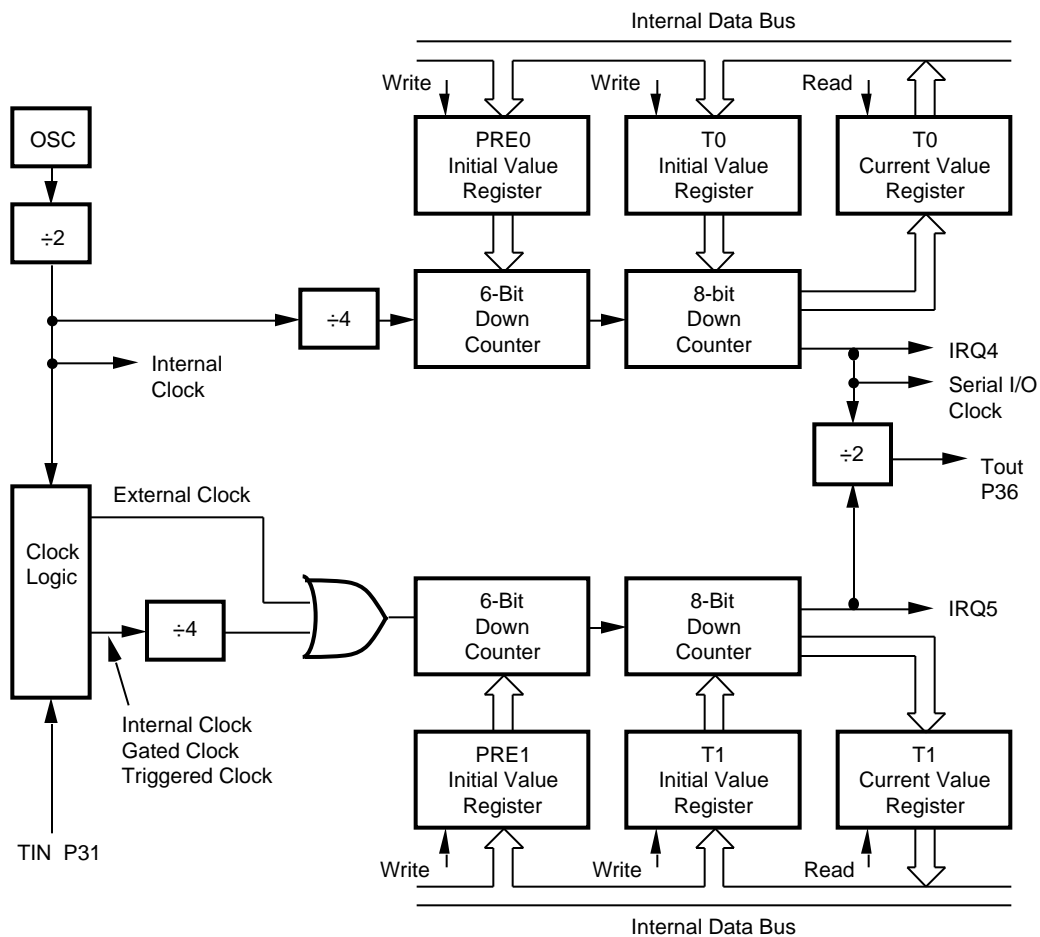 Internal Data Bus
Write
Write
Read
OSC
PRE0
Initial Value
Register
T0
Initial Value
Register
T0
Current Value
Register
÷2
÷4
6-Bit
Down
Counter
8-bit
Down
Counter
Internal
Clock
IRQ4
Serial I/O
Clock
÷2
Tout
P36
External Clock
Clock
Logic
÷4
6-Bit
Down
Counter
8-Bit
Down
Counter
IRQ5
Internal Clock
Gated Clock
Triggered Clock
PRE1
Initial Value
Register
T1
Initial Value
Register
T1
Current Value
Register
TIN P31
Write
Write
Read
Internal Data Bus